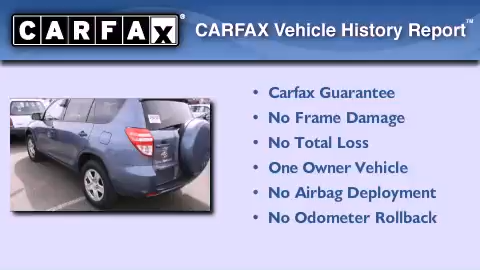 CARFAX®
CARFAX Vehicle History Report™
• Carfax Guarantee
• No Frame Damage
• No Total Loss
• One Owner Vehicle
• No Airbag Deployment
• No Odometer Rollback